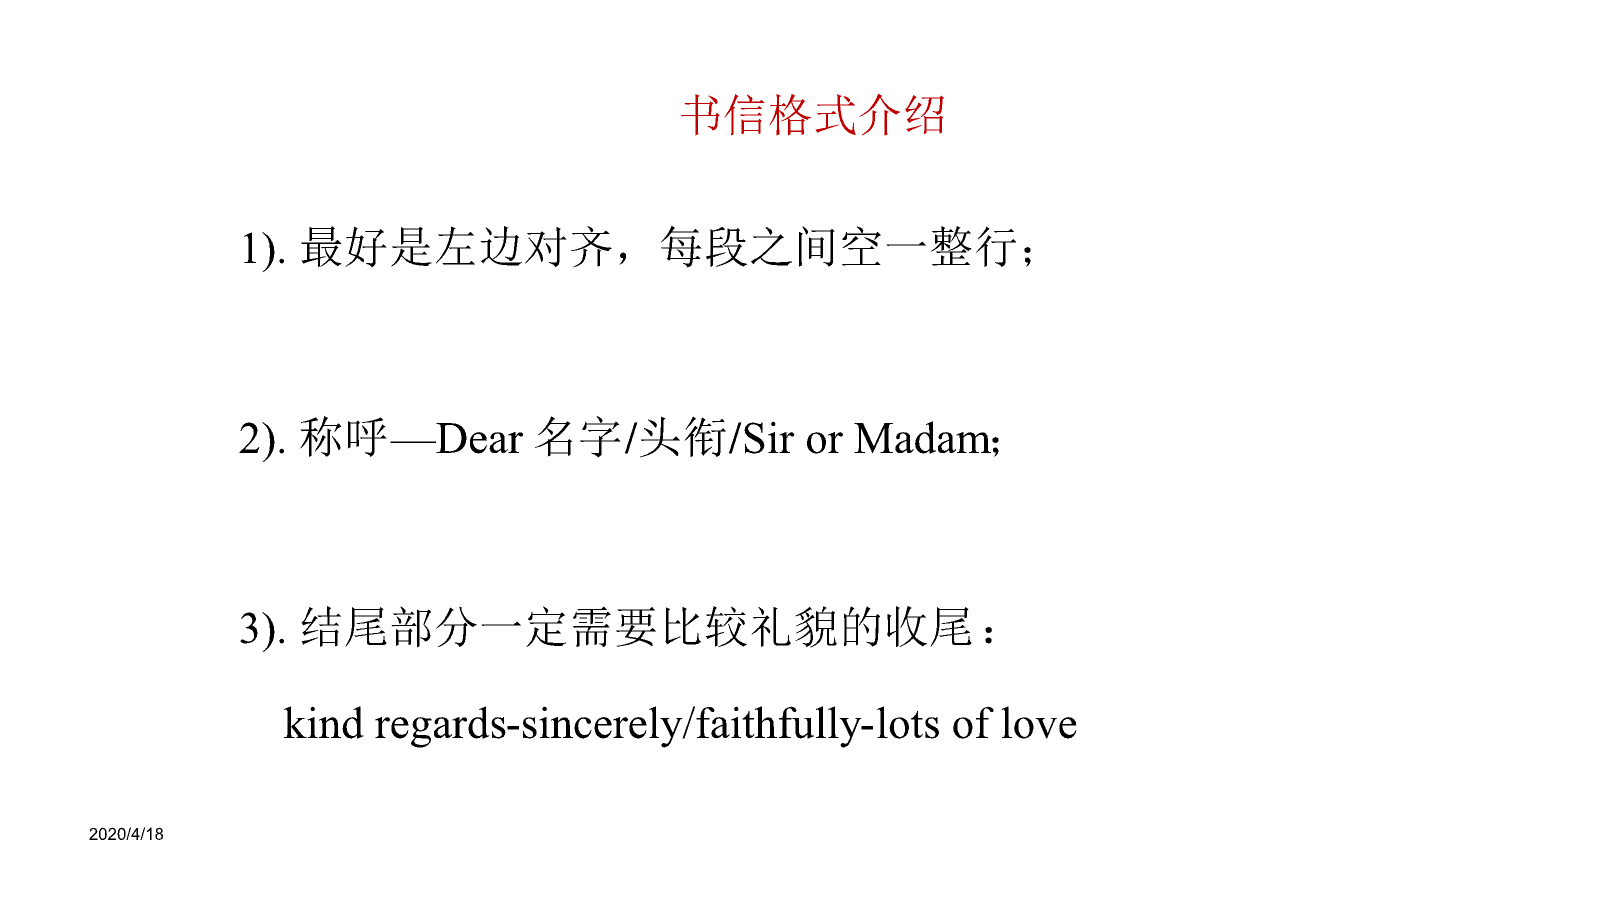 书信格式介绍
1). 最好是左边对齐，每段之间空一整行；
2). 称呼—Dear 名字/头衔/Sir or Madam；
3). 结尾部分一定需要比较礼貌的收尾：
kind regards-sincerely/faithfully-lots of love
2020/4/18